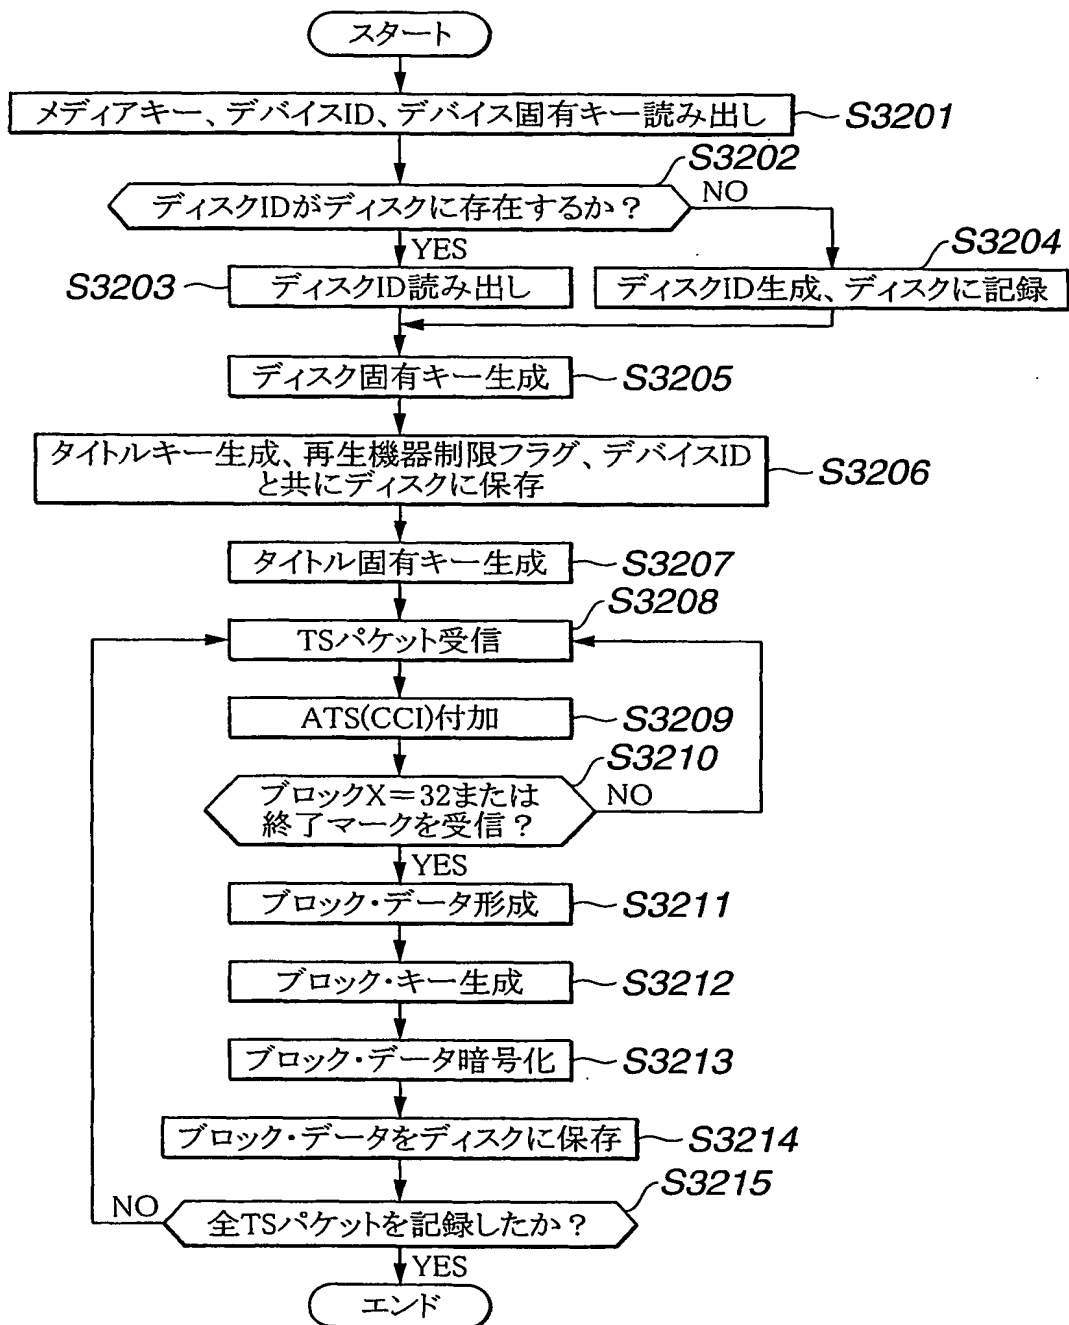 スタート
メディアキー、デバイスID、デバイス固有キー読み出し
S3201
S3202
ディスクIDがディスクに存在するか？
NO
YES
S3204
S3203
ディスクID読み出し
ディスクID生成、ディスクに記録
ディスク固有キー生成
S3205
タイトルキー生成、再生機器制限フラグ、デバイスID
と共にディスクに保存
S3206
タイトル固有キー生成
S3207
S3208
TSパケット受信
ATS(CCI)付加
S3209
S3210
ブロックX＝32または
終了マークを受信？
NO
YES
ブロック・データ形成
S3211
ブロック・キー生成
S3212
ブロック・データ暗号化
S3213
ブロック・データをディスクに保存
S3214
S3215
NO
全TSパケットを記録したか？
YES
エンド